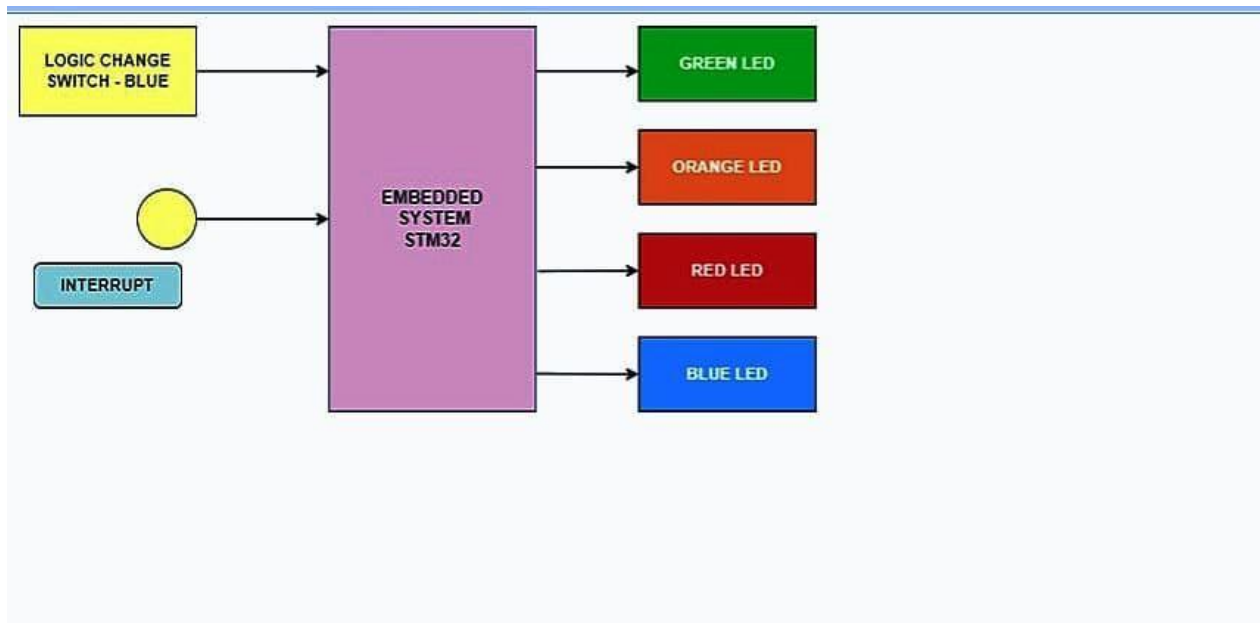 LOGIC CHANGE
SWITCH - BLUE
INTERRUPT
EMBEDDED
SYSTEM
STM32
GREEN LED
ORANGE LED
RED LED
BLUE LED